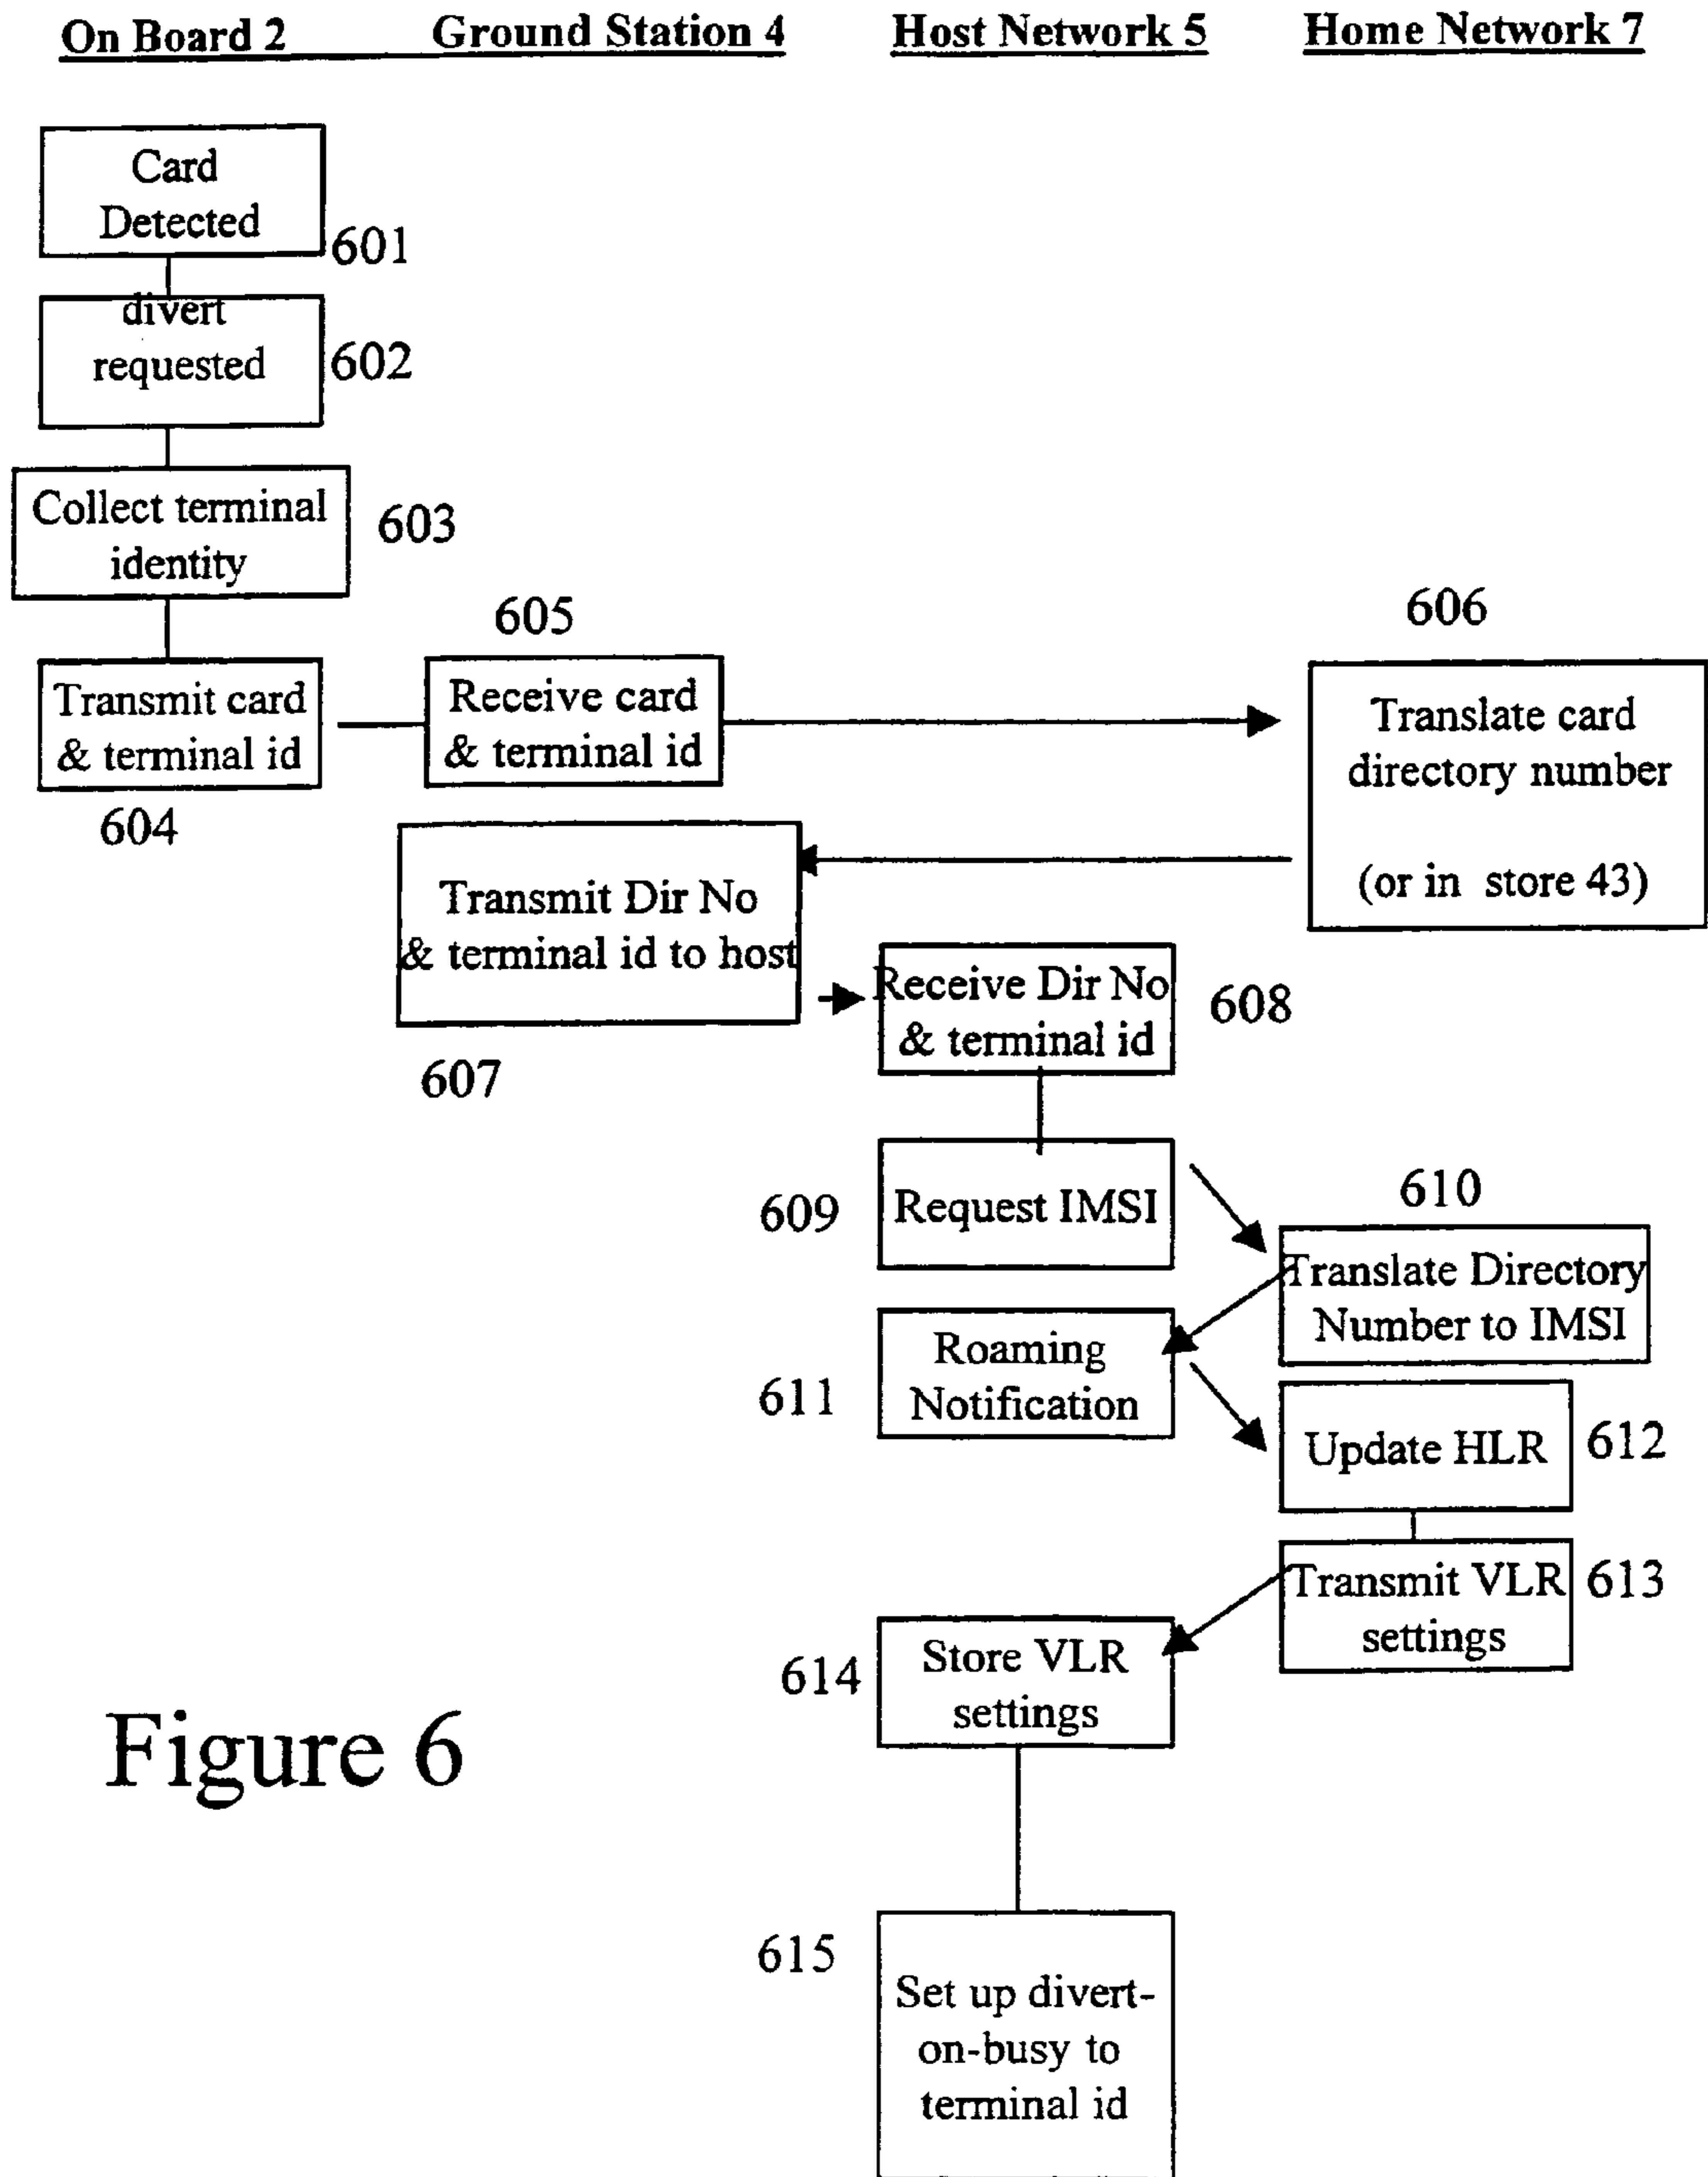 On Board 2 Ground Station 4 Host Network 5 Home Network 7
Card
Detected
601
divert
requested
602
Collect terminal
identity
603
605
606
Transmit card
& terminal id
604
Receive card
& terminal id
Translate card
directory number
(or in store 43)
Transmit Dir No
& terminal id to host
607
Receive Dir No
& terminal id
608
609
Request IMSI
610
Translate Directory
Number to IMSI
611
Roaming
Notification
Update HLR
612
Transmit VLR
settings
613
614
Store VLR
settings
Figure 6
615
Set up divert-
on-busy to
terminal id